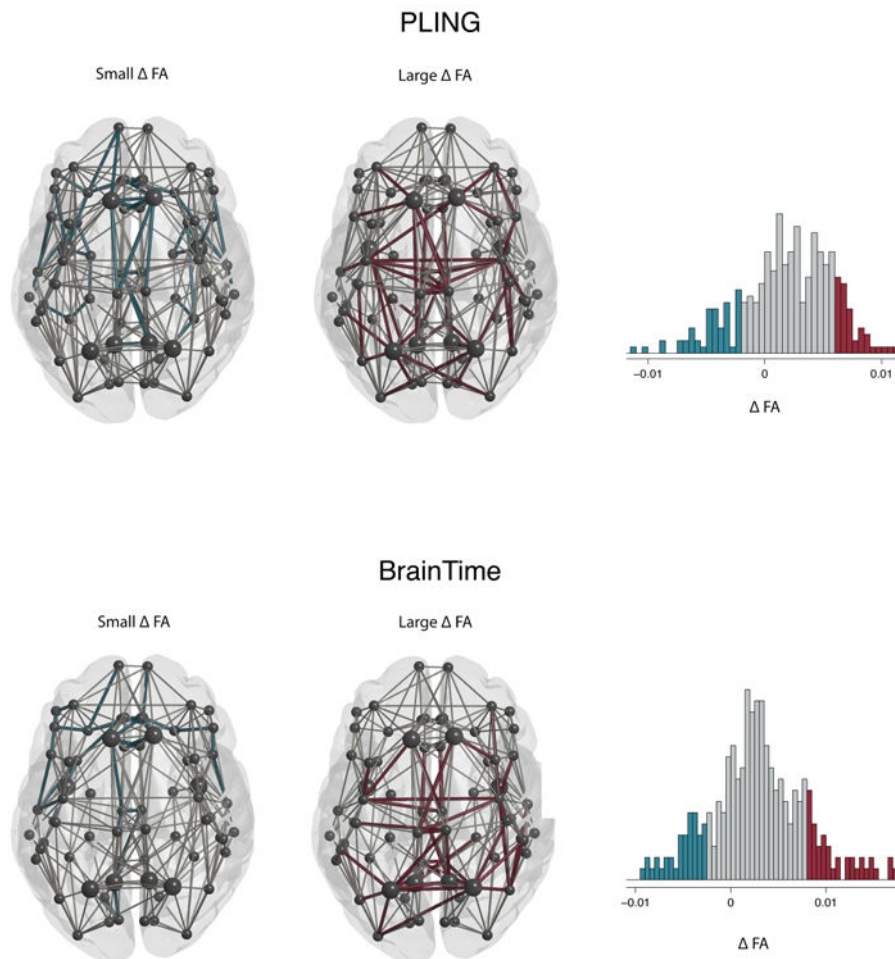 PLING
Small Δ FA
Large Δ FA
−0.01
0
0.01
Δ FA
BrainTime
Small Δ FA
Large Δ FA
−0.01
0
0.01
Δ FA